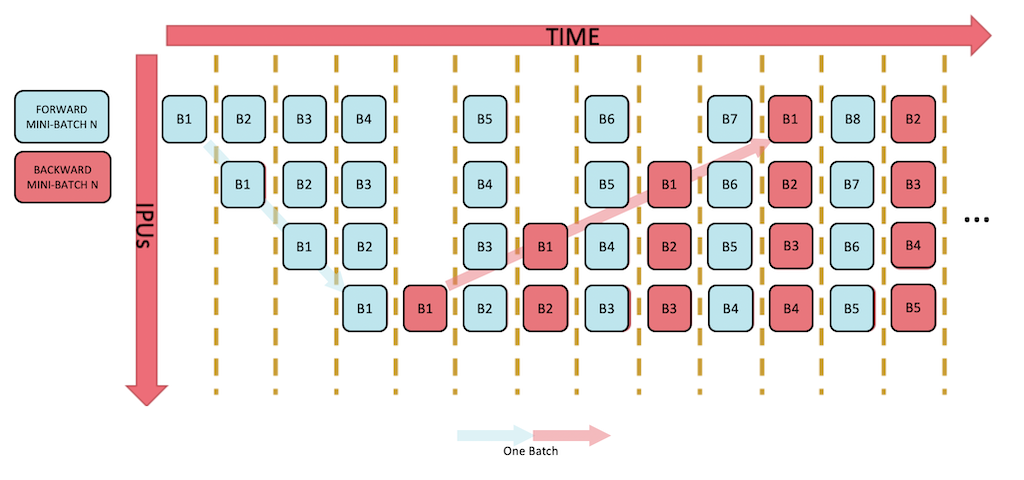 TIME
FORWARD
MINI-BATCH N
BACKWARD
MINI-BATCH N
IPUs
B1 B2 B3 B4 B5 B6 B7 B1 B8 B2
B1 B2 B3 B4 B5 B1 B6 B2 B7 B3
B1 B2 B3 B1 B4 B2 B5 B3 B6 B4
B1 B1 B2 B2 B3 B3 B4 B4 B5 B5
...
One Batch